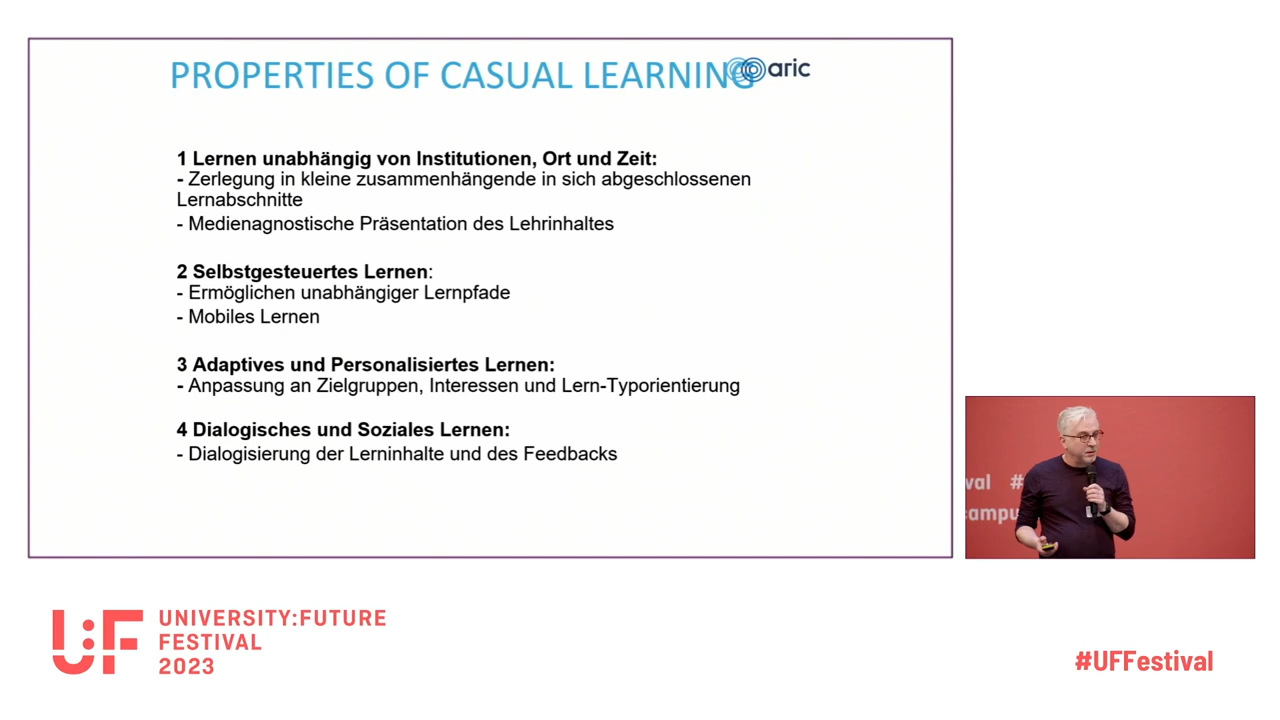 PROPERTIES OF CASUAL LEARNING
aric
1 Lernen unabhängig von Institutionen, Ort und Zeit:
- Zerlegung in kleine zusammenhängende in sich abgeschlossenen
Lernabschnitte
- Medienagnostische Präsentation des Lehrinhaltes
2 Selbstgesteuertes Lernen:
- Ermöglichen unabhängiger Lernpfade
- Mobiles Lernen
3 Adaptives und Personalisiertes Lernen:
- Anpassung an Zielgruppen, Interessen und Lern-Typorientierung
4 Dialogisches und Soziales Lernen:
- Dialogisierung der Lerninhalte und des Feedbacks
val #
campu
U:F
UNIVERSITY:FUTURE
FESTIVAL
2023
#UFFestival